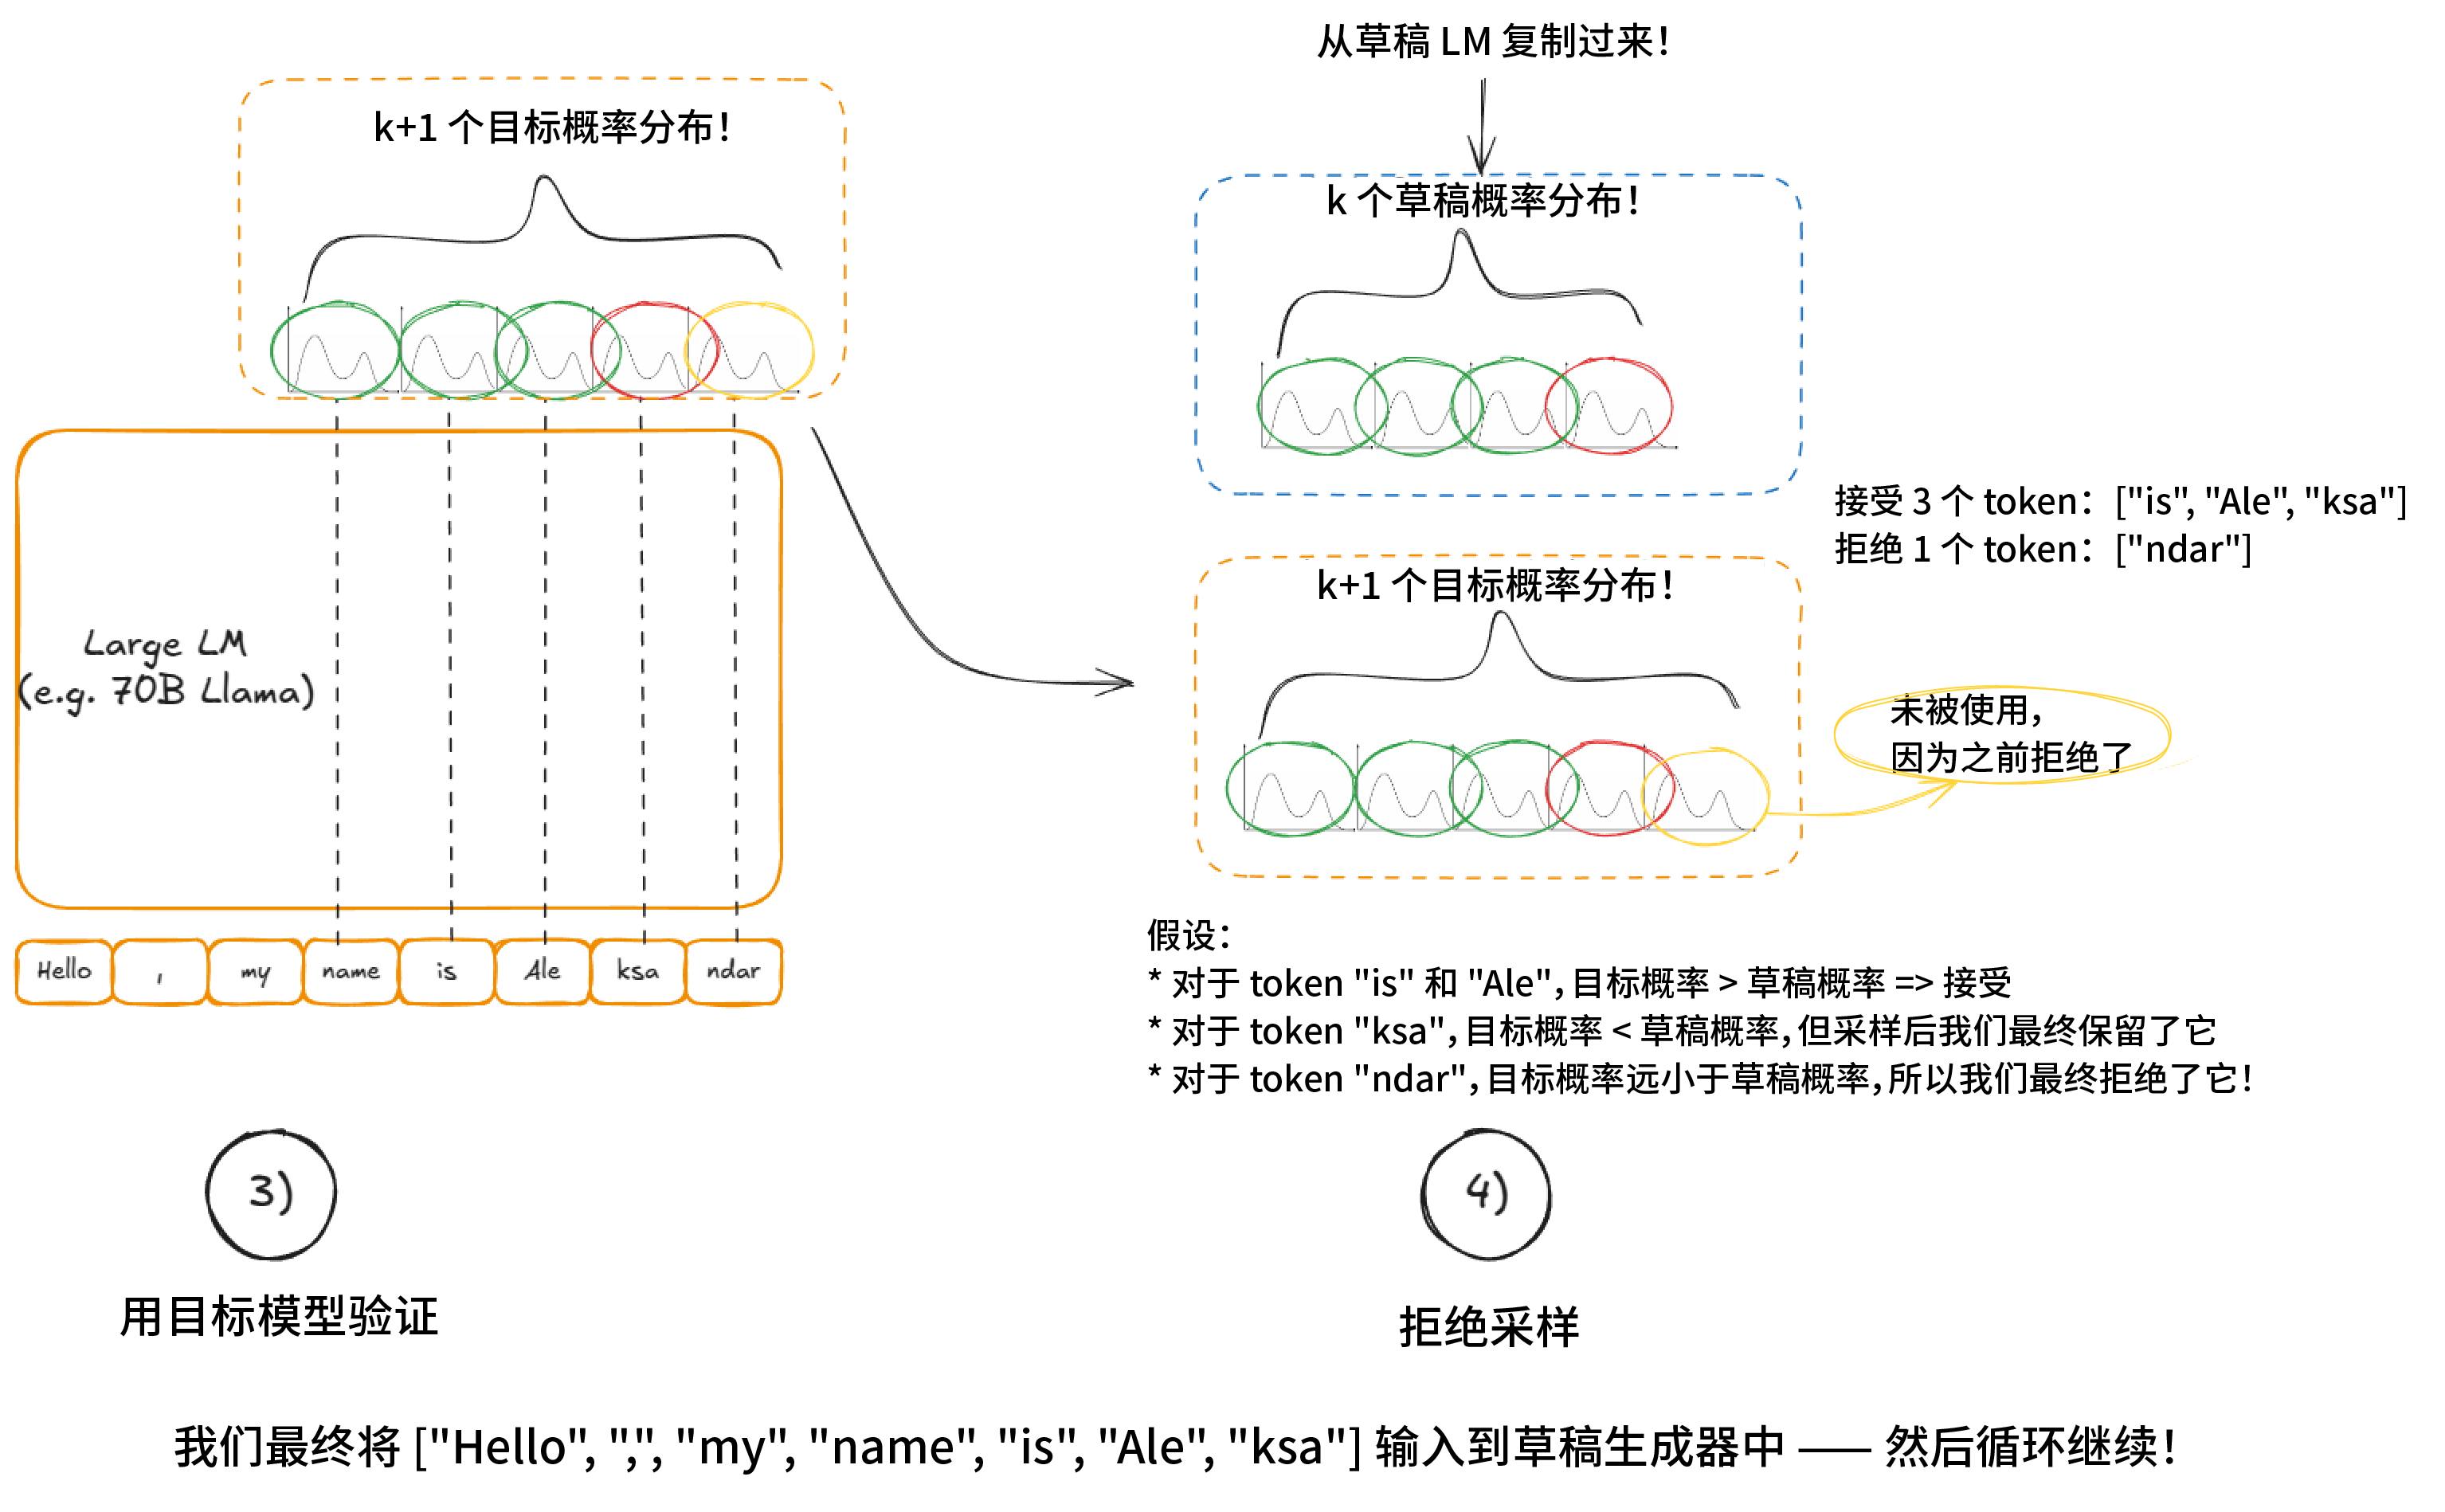 从草稿 LM 复制过来！
k+1 个目标概率分布！
k 个草稿概率分布！
接受 3 个 token：["is", "Ale", "ksa"]
拒绝 1 个 token：["ndar"]
k+1 个目标概率分布！
Large LM
(e.g. 70B Llama)
未被使用，
因为之前拒绝了
Hello
,
my
name
is
Ale
ksa
ndar
假设：
* 对于 token "is" 和 "Ale"，目标概率 > 草稿概率 => 接受
* 对于 token "ksa"，目标概率 < 草稿概率，但采样后我们最终保留了它
* 对于 token "ndar"，目标概率远小于草稿概率，所以我们最终拒绝了它！
3)
4)
用目标模型验证
拒绝采样
我们最终将 ["Hello", ",", "my", "name", "is", "Ale", "ksa"] 输入到草稿生成器中 —— 然后循环继续！